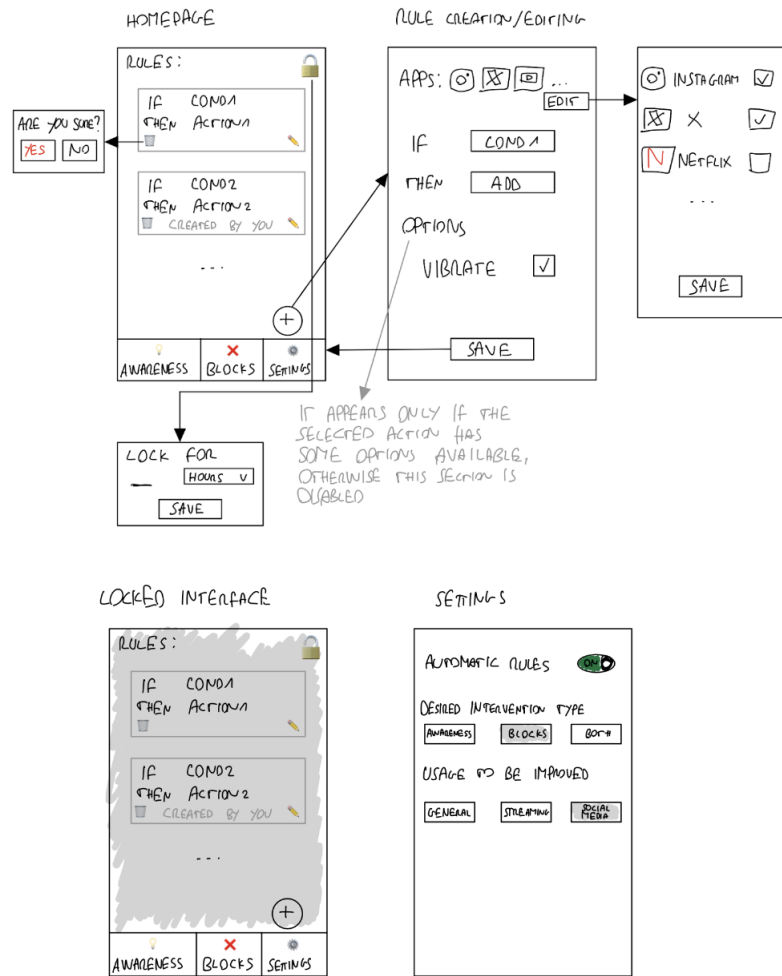 HOMEPAGE
RULES:
IF COND1
THEN ACTION1
IF COND2
THEN ACTION2
CREATED BY YOU
...
+
AWARENESS
BLOCKS
SETTINGS
ARE YOU SURE?
YES NO
LOCK FOR
HOURS
SAVE
RULE CREATION/EDITING
APPS: ...
EDIT
IF COND1
THEN ADD
OPTIONS
VIBRATE
SAVE
IT APPEARS ONLY IF THE
SELECTED ACTION HAS
SOME OPTIONS AVAILABLE,
OTHERWISE THIS SECTION IS
DISABLED
INSTAGRAM
X
N NETFLIX
...
SAVE
LOCKED INTERFACE
RULES:
IF COND1
THEN ACTION1
IF COND2
THEN ACTION2
CREATED BY YOU
...
+
AWARENESS
BLOCKS
SETTINGS
SETTINGS
AUTOMATIC RULES ON
DESIRED INTERVENTION TYPE
AWARENESS BLOCKS BOTH
USAGE TO BE IMPROVED
GENERAL STREAMING SOCIAL
MEDIA